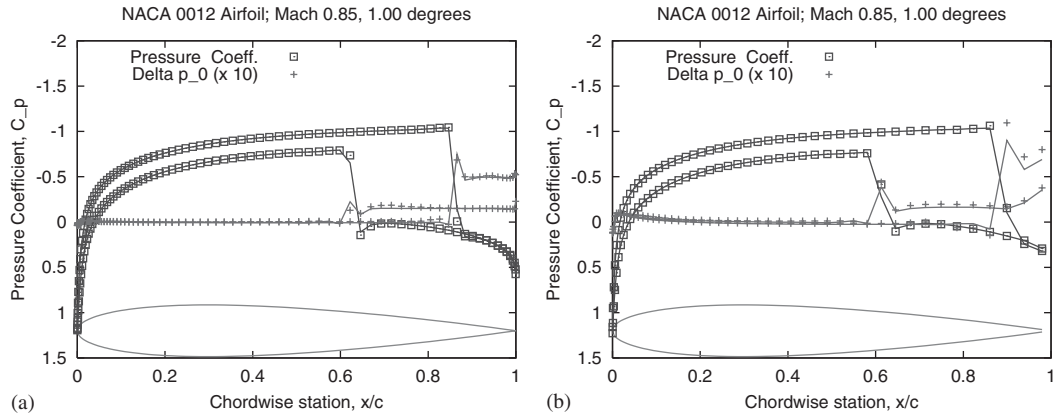 NACA 0012 Airfoil; Mach 0.85, 1.00 degrees
-2
-1.5
-1
-0.5
0
0.5
1
1.5
Pressure Coefficient, C_p
Pressure Coeff.
Delta p_0 (x 10)
0 0.2 0.4 0.6 0.8 1
Chordwise station, x/c
(a)
NACA 0012 Airfoil; Mach 0.85, 1.00 degrees
-2
-1.5
-1
-0.5
0
0.5
1
1.5
Pressure Coefficient, C_p
Pressure Coeff.
Delta p_0 (x 10)
0 0.2 0.4 0.6 0.8 1
Chordwise station, x/c
(b)